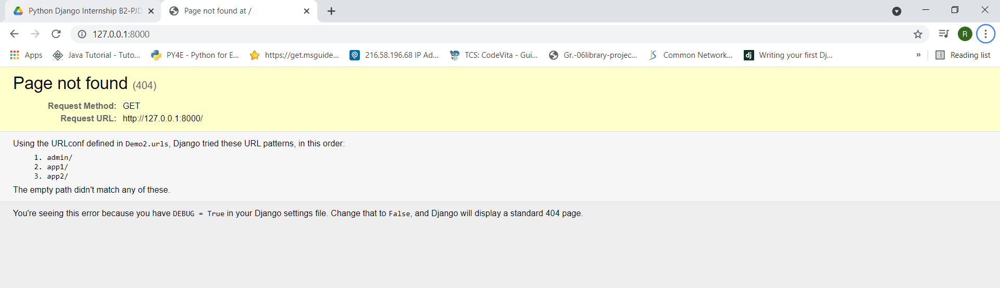 Python Django Internship B2-PJD
Page not found at /
127.0.0.1:8000
R
Apps
Java Tutorial - Tuto...
PY4E - Python for E...
https://get.msguide...
216.58.196.68 IP Ad...
TCS: CodeVita - Gui...
Gr.-06library-projec...
Common Network...
dj
Writing your first Dj...
»
Reading list
Page not found (404)
Request Method: GET
Request URL: http://127.0.0.1:8000/
Using the URLconf defined in Demo2.urls, Django tried these URL patterns, in this order:
1. admin/
2. app1/
3. app2/
The empty path didn't match any of these.
You're seeing this error because you have DEBUG = True in your Django settings file. Change that to False, and Django will display a standard 404 page.